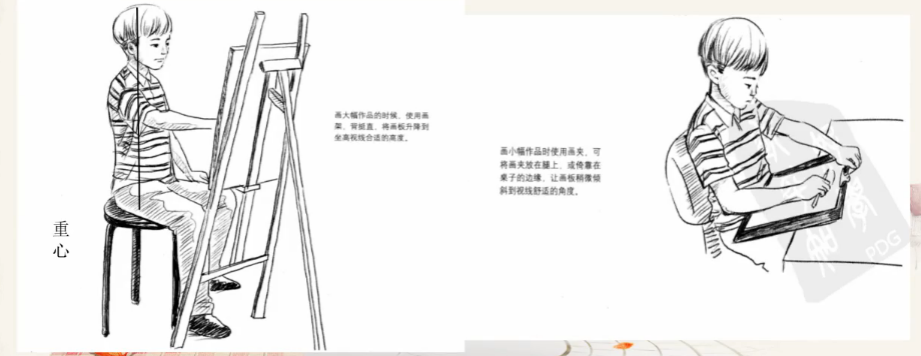 重
心
画大幅作品的时候，使用画
架，背挺直，将画板升降到
坐高视线合适的高度。
画小幅作品时使用画夹，可
将画夹放在腿上，或倚靠在
桌子的边缘，让画板稍微倾
斜到视线舒适的角度。
PDG